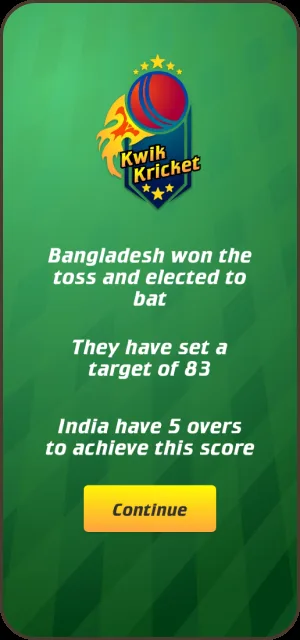 Kwik
Kricket
Bangladesh won the
toss and elected to
bat
They have set a
target of 83
India have 5 overs
to achieve this score
Continue